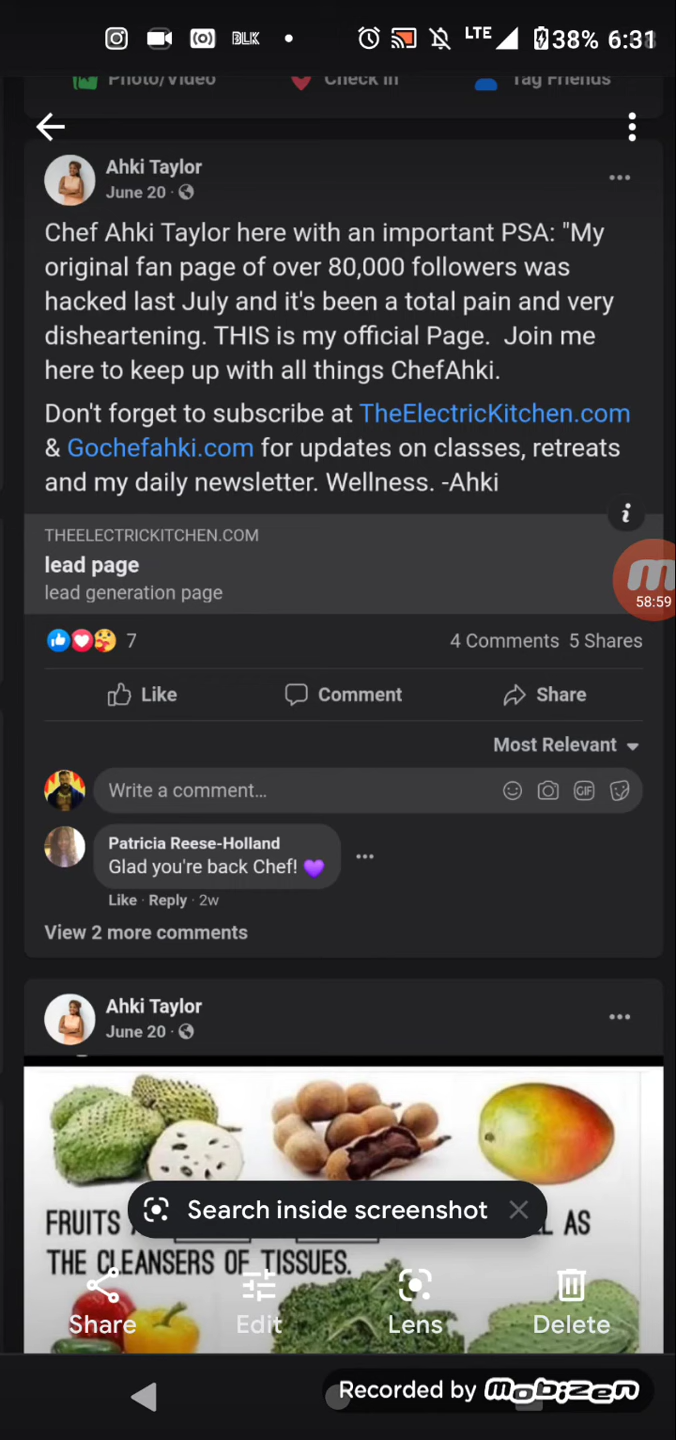 BLK LTE 38% 6:31
Photo/Video Check in Tag Friends
Ahki Taylor
June 20
Chef Ahki Taylor here with an important PSA: "My
original fan page of over 80,000 followers was
hacked last July and it's been a total pain and very
disheartening. THIS is my official Page. Join me
here to keep up with all things ChefAhki.
Don't forget to subscribe at TheElectricKitchen.com
& Gochefahki.com for updates on classes, retreats
and my daily newsletter. Wellness. -Ahki
THEELECTRICKITCHEN.COM
lead page
lead generation page
58:59
7 4 Comments 5 Shares
Like Comment Share
Most Relevant
Write a comment... GIF
Patricia Reese-Holland
Glad you're back Chef! 💜
Like · Reply · 2w
View 2 more comments
Ahki Taylor
June 20
Search inside screenshot
FRUITS AS
THE CLEANSERS OF TISSUES.
Share Edit Lens Delete
Recorded by mobizen